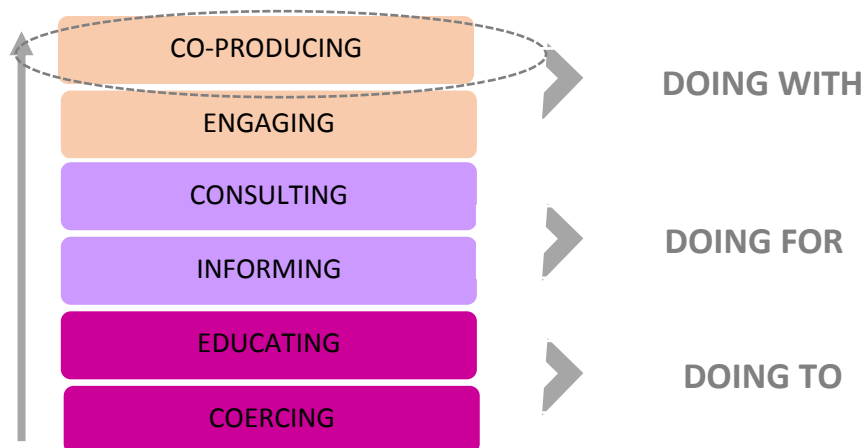 CO-PRODUCING
DOING WITH
ENGAGING
CONSULTING
DOING FOR
INFORMING
EDUCATING
DOING TO
COERCING